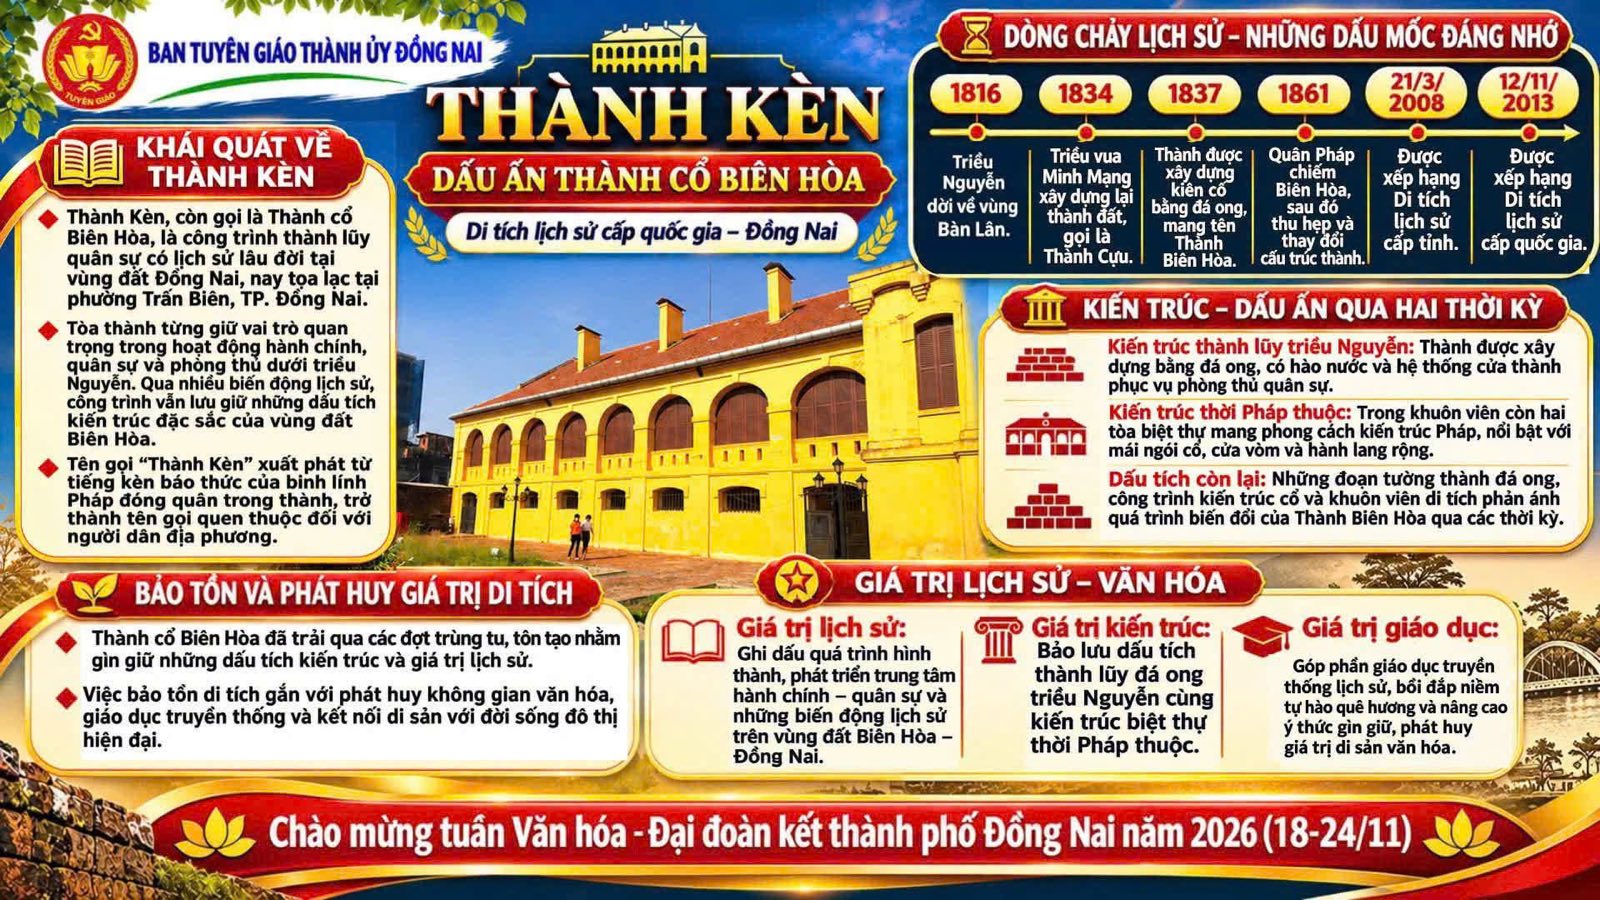 BAN TUYÊN GIÁO THÀNH ỦY ĐỒNG NAI
TUYÊN GIÁO
THÀNH KÈN
DẤU ẤN THÀNH CỔ BIÊN HÒA
Di tích lịch sử cấp quốc gia – Đồng Nai
KHÁI QUÁT VỀ
THÀNH KÈN
Thành Kèn, còn gọi là Thành cổ
Biên Hòa, là công trình thành lũy
quân sự có lịch sử lâu đời tại
vùng đất Đồng Nai, nay tọa lạc tại
phường Trấn Biên, TP. Đồng Nai.
Tòa thành từng giữ vai trò quan
trọng trong hoạt động hành chính,
quân sự và phòng thủ dưới triều
Nguyễn. Qua nhiều biến động lịch sử,
công trình vẫn lưu giữ những dấu tích
kiến trúc đặc sắc của vùng đất
Biên Hòa.
Tên gọi “Thành Kèn” xuất phát từ
tiếng kèn báo thức của binh lính
Pháp đóng quân trong thành, trở
thành tên gọi quen thuộc đối với
người dân địa phương.
DÒNG CHẢY LỊCH SỬ – NHỮNG DẤU MỐC ĐÁNG NHỚ
1816
Triều
Nguyễn
dời về vùng
Bàn Lân.
1834
Triều vua
Minh Mạng
xây dựng lại
thành đất,
gọi là
Thành Cựu.
1837
Thành được
xây dựng
kiên cố
bằng đá ong,
mang tên
Thành
Biên Hòa.
1861
Quân Pháp
chiếm
Biên Hòa,
sau đó
thu hẹp và
thay đổi
cấu trúc thành.
21/3/
2008
Được
xếp hạng
Di tích
lịch sử
cấp tỉnh.
12/11/
2013
Được
xếp hạng
Di tích
lịch sử
cấp quốc gia.
KIẾN TRÚC – DẤU ẤN QUA HAI THỜI KỲ
Kiến trúc thành lũy triều Nguyễn: Thành được xây
dựng bằng đá ong, có hào nước và hệ thống cửa thành
phục vụ phòng thủ quân sự.
Kiến trúc thời Pháp thuộc: Trong khuôn viên còn hai
tòa biệt thự mang phong cách kiến trúc Pháp, nổi bật với
mái ngói cổ, cửa vòm và hành lang rộng.
Dấu tích còn lại: Những đoạn tường thành đá ong,
công trình kiến trúc cổ và khuôn viên di tích phản ánh
quá trình biến đổi của Thành Biên Hòa qua các thời kỳ.
BẢO TỒN VÀ PHÁT HUY GIÁ TRỊ DI TÍCH
Thành cổ Biên Hòa đã trải qua các đợt trùng tu, tôn tạo nhằm
gìn giữ những dấu tích kiến trúc và giá trị lịch sử.
Việc bảo tồn di tích gắn với phát huy không gian văn hóa,
giáo dục truyền thống và kết nối di sản với đời sống đô thị
hiện đại.
GIÁ TRỊ LỊCH SỬ – VĂN HÓA
Giá trị lịch sử:
Ghi dấu quá trình hình
thành, phát triển trung tâm
hành chính – quân sự và
những biến động lịch sử
trên vùng đất Biên Hòa –
Đồng Nai.
Giá trị kiến trúc:
Bảo lưu dấu tích
thành lũy đá ong
triều Nguyễn cùng
kiến trúc biệt thự
thời Pháp thuộc.
Giá trị giáo dục:
Góp phần giáo dục truyền
thống lịch sử, bồi đắp niềm
tự hào quê hương và nâng cao
ý thức gìn giữ, phát huy
giá trị di sản văn hóa.
Chào mừng tuần Văn hóa - Đại đoàn kết thành phố Đồng Nai năm 2026 (18-24/11)